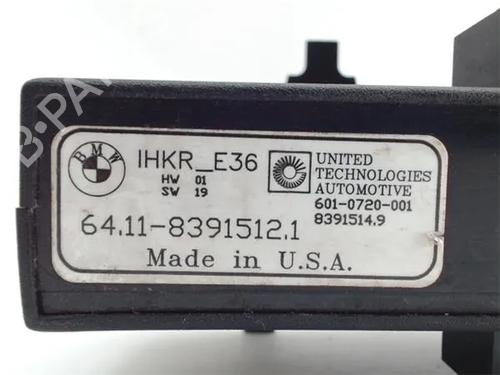 BMW
IHKR_E36
HW 01
SW 19
UNITED
TECHNOLOGIES
AUTOMOTIVE
601-0720-001
8391514.9
64.11-8391512.1
Made in U.S.A.